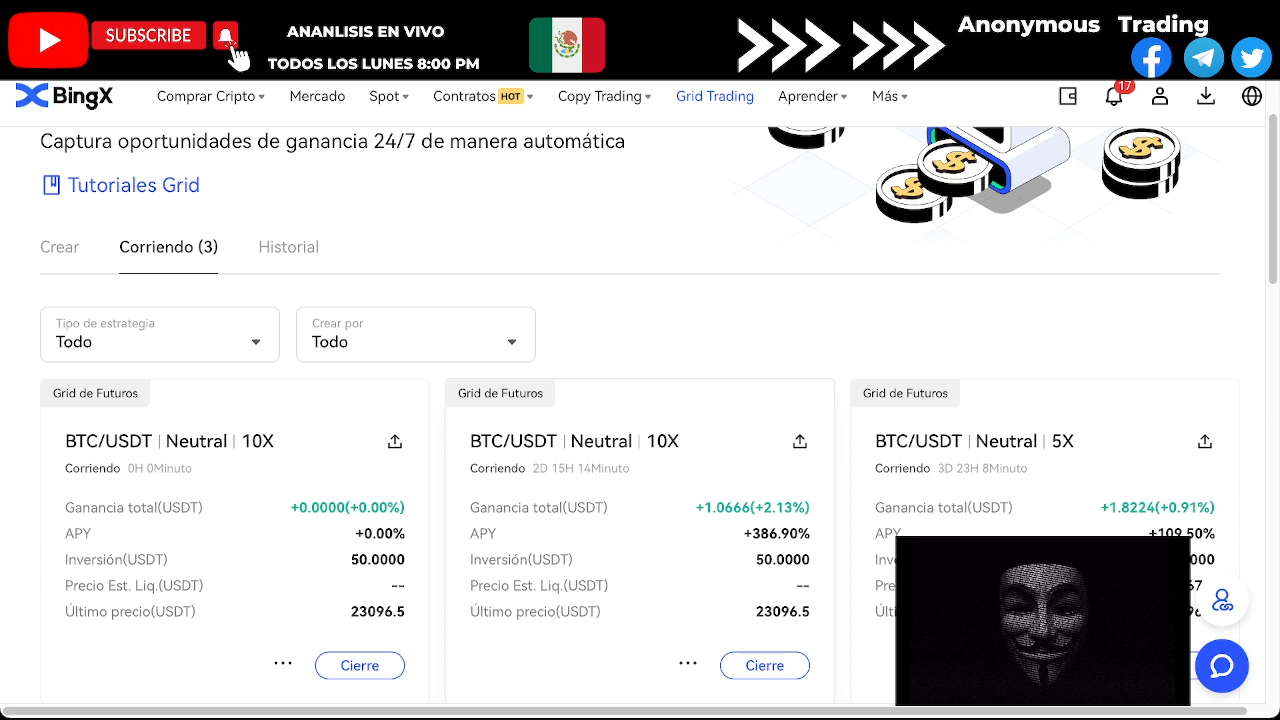 SUBSCRIBE
ANANLISIS EN VIVO
TODOS LOS LUNES 8:00 PM
Anonymous Trading
BingX
Comprar Cripto
Mercado
Spot
Contratos HOT
Copy Trading
Grid Trading
Aprender
Más
17
Captura oportunidades de ganancia 24/7 de manera automática
Tutoriales Grid
Crear
Corriendo (3)
Historial
Tipo de estrategia
Todo
Crear por
Todo
Grid de Futuros
BTC/USDT | Neutral | 10X
Corriendo 0H 0Minuto
Ganancia total(USDT) +0.0000(+0.00%)
APY +0.00%
Inversión(USDT) 50.0000
Precio Est. Liq.(USDT) --
Último precio(USDT) 23096.5
... Cierre
Grid de Futuros
BTC/USDT | Neutral | 10X
Corriendo 2D 15H 14Minuto
Ganancia total(USDT) +1.0666(+2.13%)
APY +386.90%
Inversión(USDT) 50.0000
Precio Est. Liq.(USDT) --
Último precio(USDT) 23096.5
... Cierre
Grid de Futuros
BTC/USDT | Neutral | 5X
Corriendo 3D 23H 8Minuto
Ganancia total(USDT) +1.8224(+0.91%)
APY +109.50%